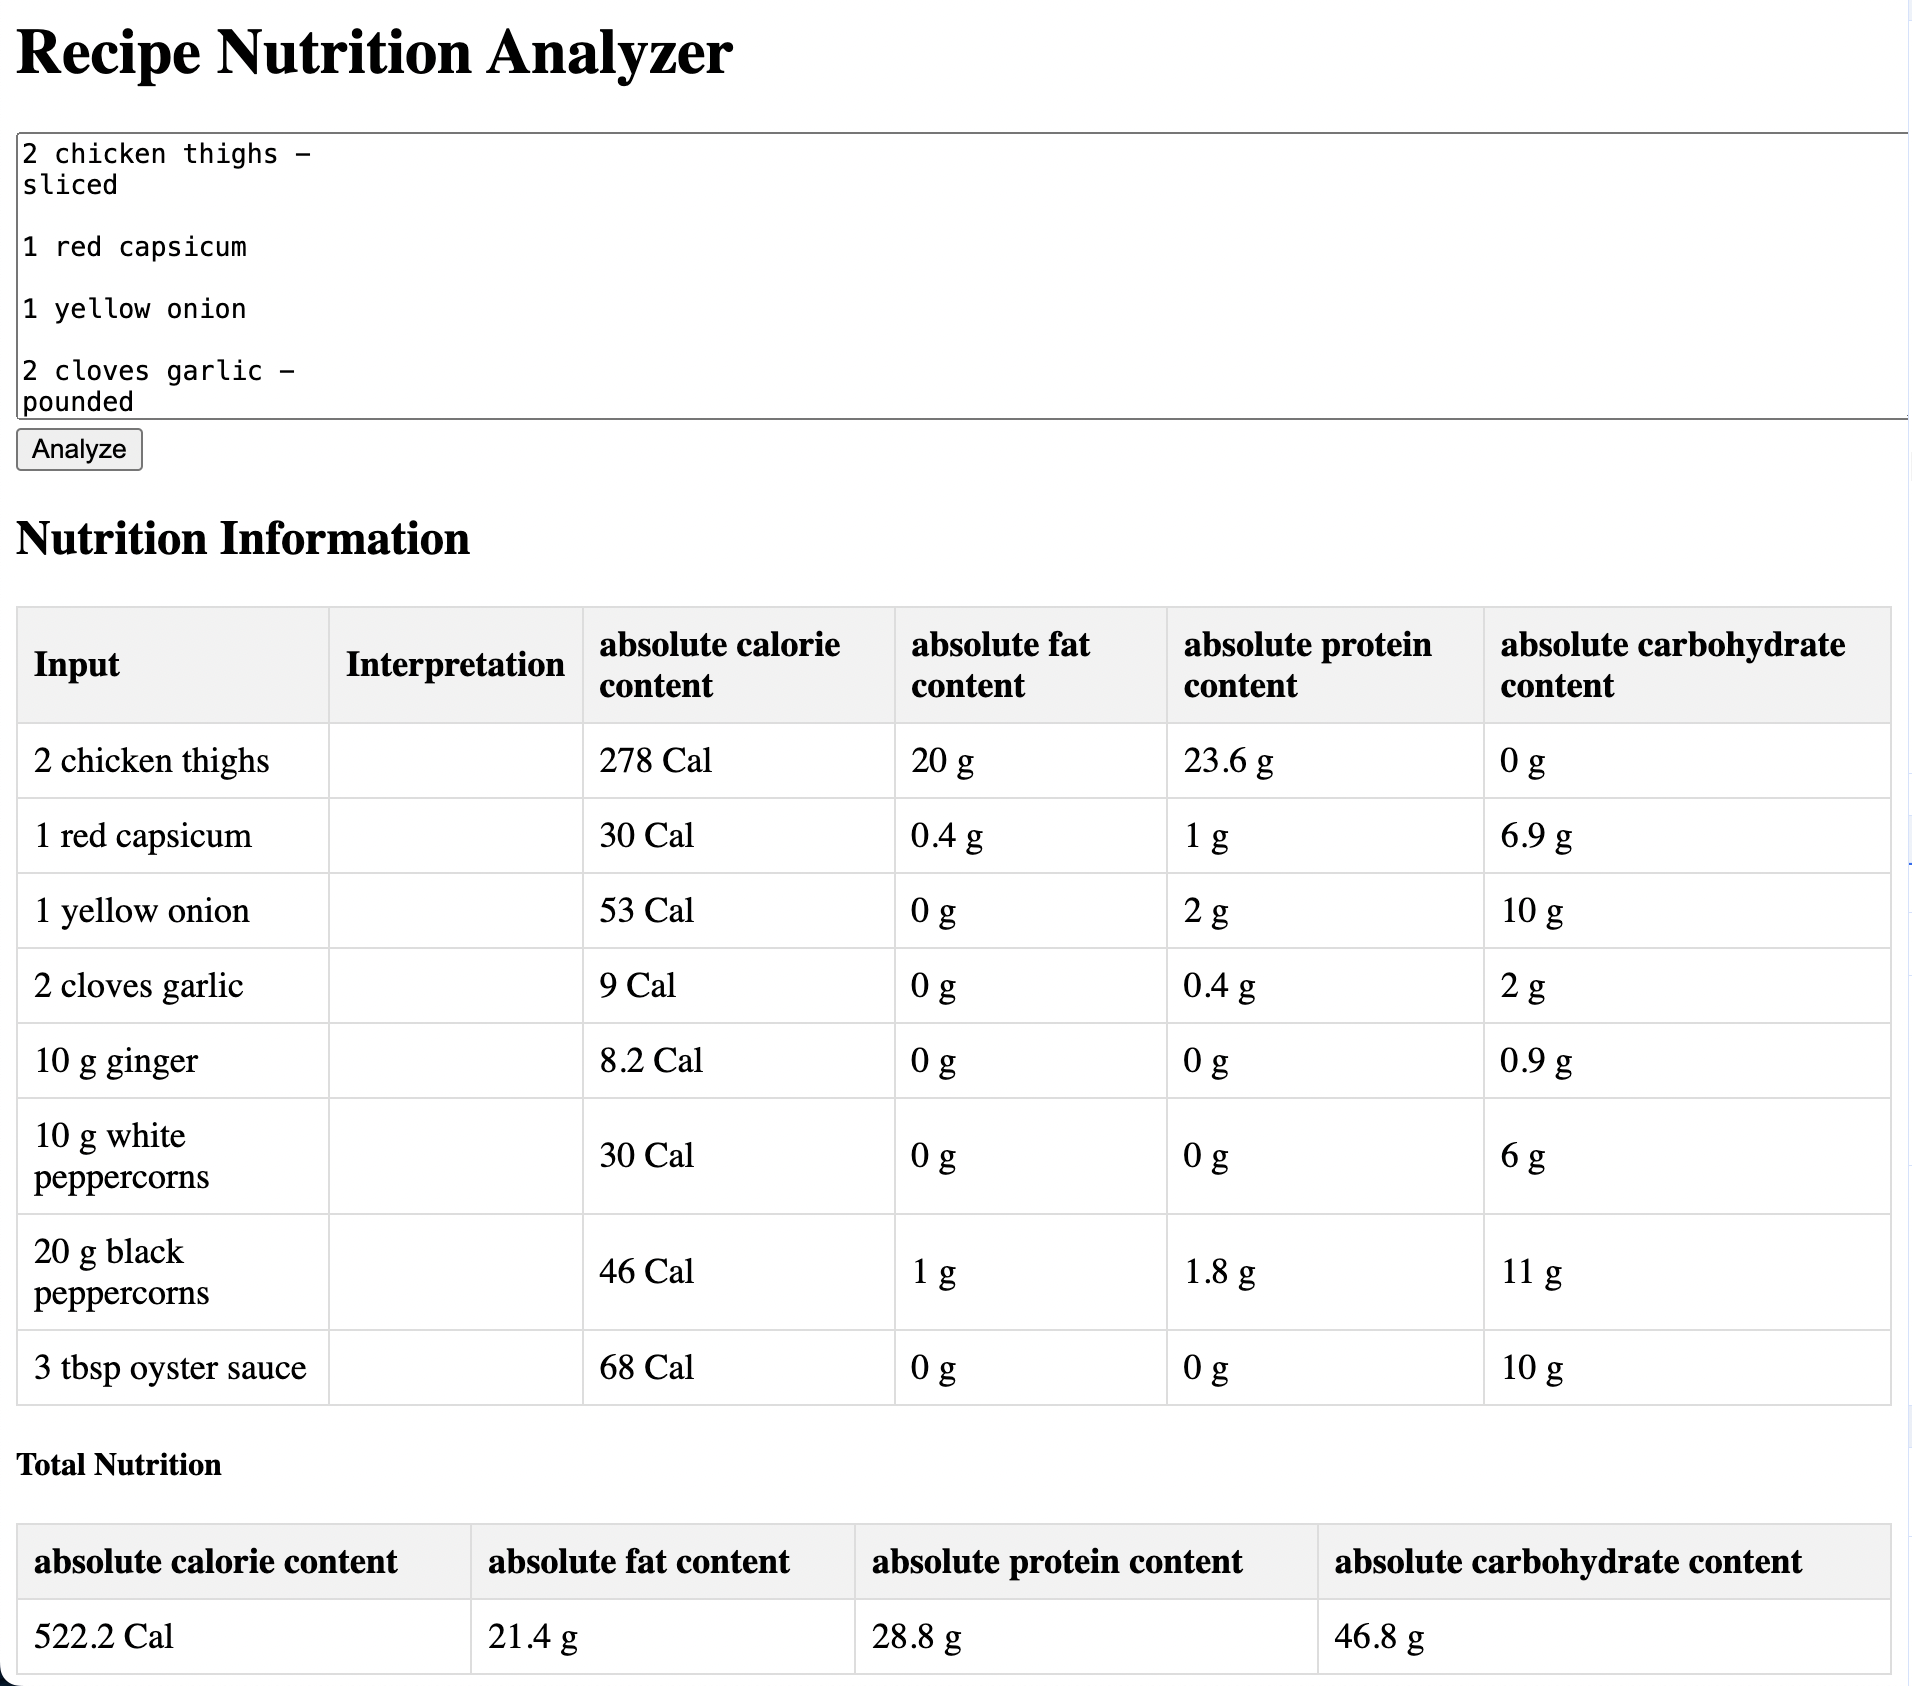 Recipe Nutrition Analyzer
2 chicken thighs –
sliced
1 red capsicum
1 yellow onion
2 cloves garlic –
pounded
Analyze
Nutrition Information
Input Interpretation absolute calorie content absolute fat content absolute protein content absolute carbohydrate content
2 chicken thighs 278 Cal 20 g 23.6 g 0 g
1 red capsicum 30 Cal 0.4 g 1 g 6.9 g
1 yellow onion 53 Cal 0 g 2 g 10 g
2 cloves garlic 9 Cal 0 g 0.4 g 2 g
10 g ginger 8.2 Cal 0 g 0 g 0.9 g
10 g white peppercorns 30 Cal 0 g 0 g 6 g
20 g black peppercorns 46 Cal 1 g 1.8 g 11 g
3 tbsp oyster sauce 68 Cal 0 g 0 g 10 g
Total Nutrition
absolute calorie content absolute fat content absolute protein content absolute carbohydrate content
522.2 Cal 21.4 g 28.8 g 46.8 g